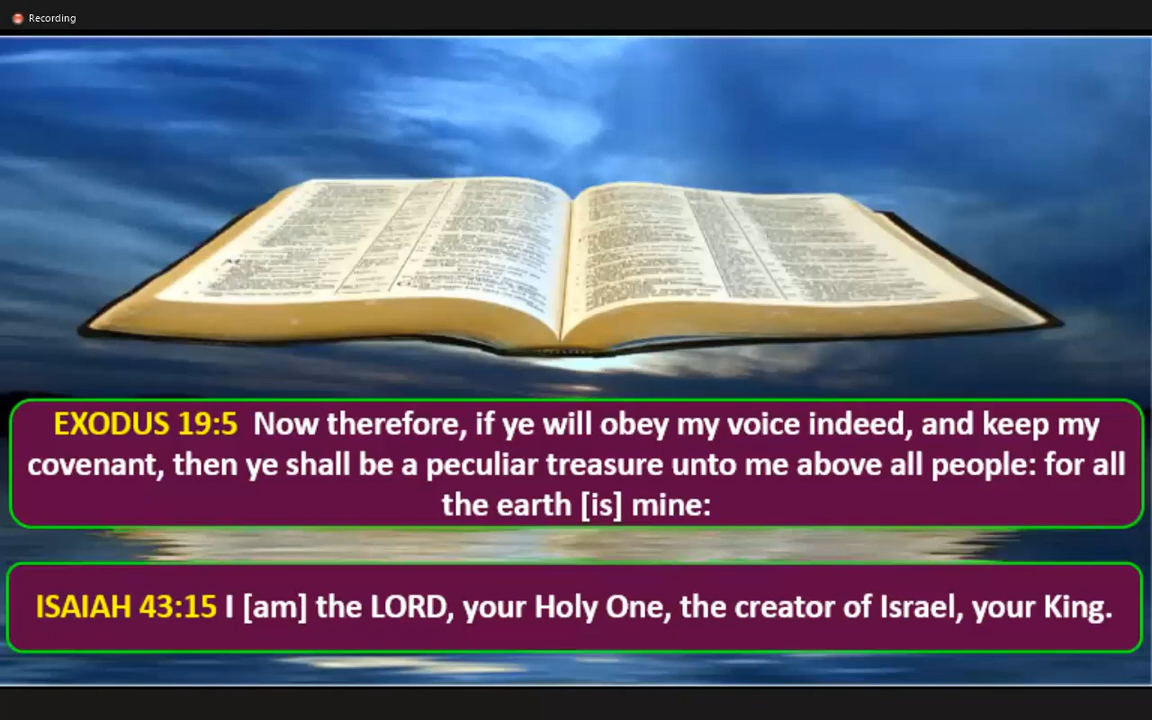 Recording
EXODUS 19:5 Now therefore, if ye will obey my voice indeed, and keep my
covenant, then ye shall be a peculiar treasure unto me above all people: for all
the earth [is] mine:
ISAIAH 43:15 I [am] the LORD, your Holy One, the creator of Israel, your King.